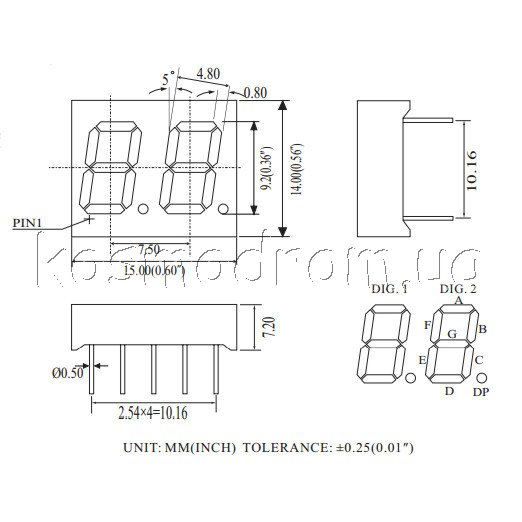 5°
4.80
0.80
9.2(0.36")
14.00(0.56")
10.16
PIN1
7.50
15.00(0.60")
kosmodrom.ua
7.20
Ø0.50
2.54×4=10.16
DIG. 1 DIG. 2
A
F B
G
E C
D DP
UNIT: MM(INCH) TOLERANCE: ±0.25(0.01")